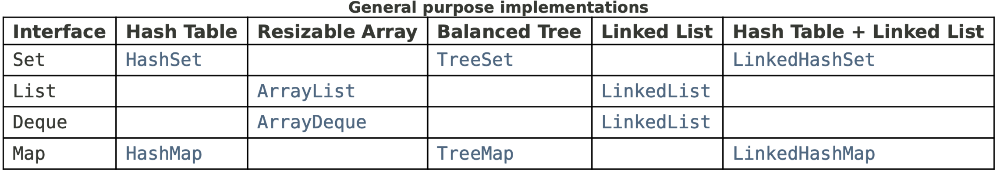 General purpose implementations
Interface Hash Table Resizable Array Balanced Tree Linked List Hash Table + Linked List
Set HashSet TreeSet LinkedHashSet
List ArrayList LinkedList
Deque ArrayDeque LinkedList
Map HashMap TreeMap LinkedHashMap